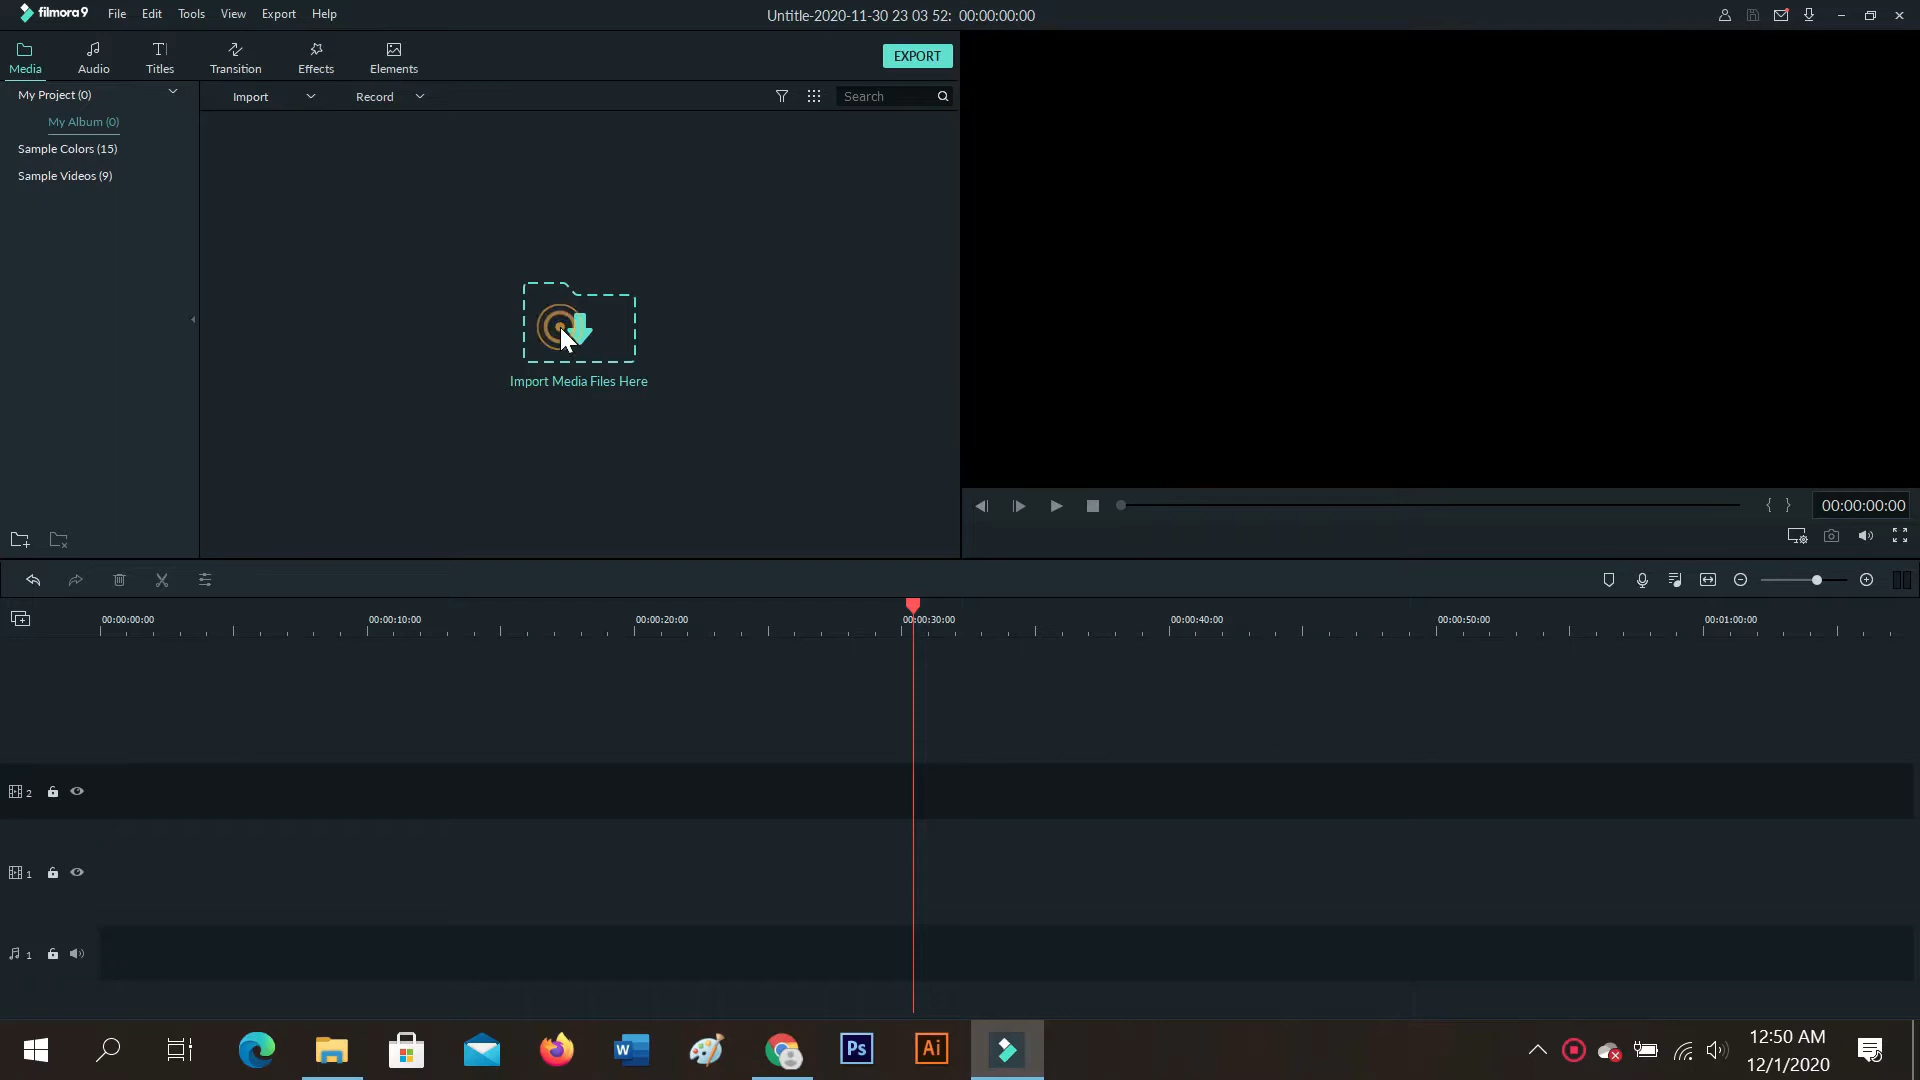 filmora9 File Edit Tools View Export Help Untitle-2020-11-30 23 03 52: 00:00:00:00
Media Audio Titles Transition Effects Elements EXPORT
My Project (0) Import Record Search
My Album (0)
Sample Colors (15)
Sample Videos (9)
Import Media Files Here
{ } 00:00:00:00
00:00:00:00 00:00:10:00 00:00:20:00 00:00:30:00 00:00:40:00 00:00:50:00 00:01:00:00
2
1
1
W Ps Ai 12:50 AM
12/1/2020